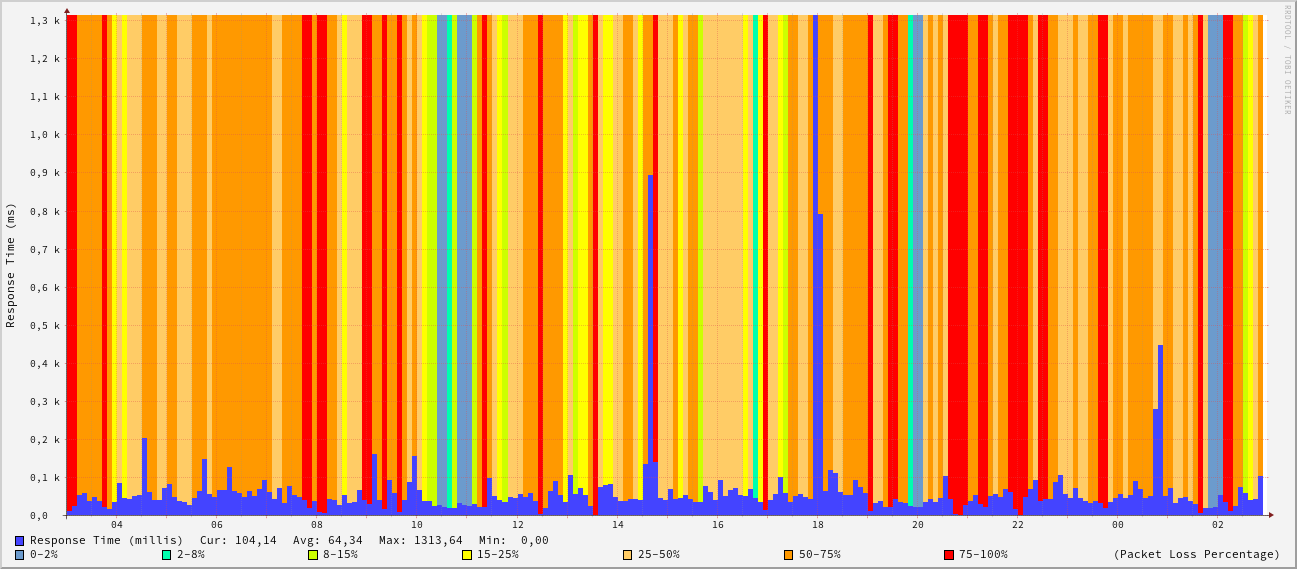 RRDTOOL / TOBI OETIKER
Response Time (ms)
1,3 k
1,2 k
1,1 k
1,0 k
0,9 k
0,8 k
0,7 k
0,6 k
0,5 k
0,4 k
0,3 k
0,2 k
0,1 k
0,0
04 06 08 10 12 14 16 18 20 22 00 02
Response Time (millis) Cur: 104,14 Avg: 64,34 Max: 1313,64 Min: 0,00
0-2% 2-8% 8-15% 15-25% 25-50% 50-75% 75-100% (Packet Loss Percentage)